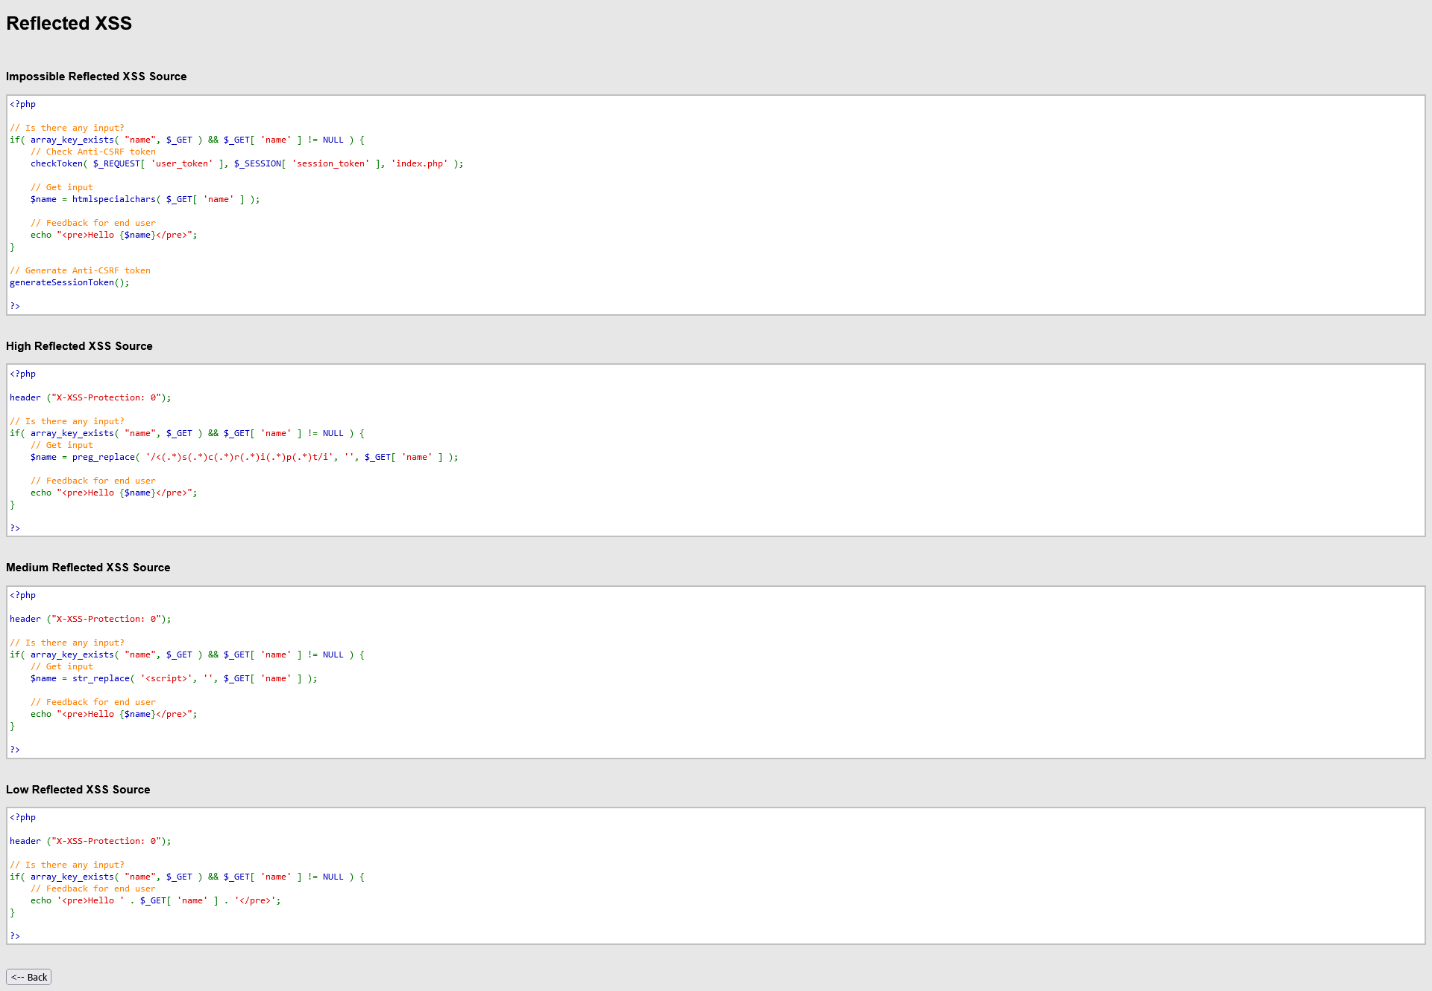 Reflected XSS
Impossible Reflected XSS Source
<?php
// Is there any input?
if( array_key_exists( "name", $_GET ) && $_GET[ 'name' ] != NULL ) {
    // Check Anti-CSRF token
    checkToken( $_REQUEST[ 'user_token' ], $_SESSION[ 'session_token' ], 'index.php' );
    // Get input
    $name = htmlspecialchars( $_GET[ 'name' ] );
    // Feedback for end user
    echo "<pre>Hello {$name}</pre>";
}
// Generate Anti-CSRF token
generateSessionToken();
?>
High Reflected XSS Source
<?php
header ("X-XSS-Protection: 0");
// Is there any input?
if( array_key_exists( "name", $_GET ) && $_GET[ 'name' ] != NULL ) {
    // Get input
    $name = preg_replace( '/<(.*)s(.*)c(.*)r(.*)i(.*)p(.*)t/i', '', $_GET[ 'name' ] );
    // Feedback for end user
    echo "<pre>Hello {$name}</pre>";
}
?>
Medium Reflected XSS Source
<?php
header ("X-XSS-Protection: 0");
// Is there any input?
if( array_key_exists( "name", $_GET ) && $_GET[ 'name' ] != NULL ) {
    // Get input
    $name = str_replace( '<script>', '', $_GET[ 'name' ] );
    // Feedback for end user
    echo "<pre>Hello {$name}</pre>";
}
?>
Low Reflected XSS Source
<?php
header ("X-XSS-Protection: 0");
// Is there any input?
if( array_key_exists( "name", $_GET ) && $_GET[ 'name' ] != NULL ) {
    // Feedback for end user
    echo '<pre>Hello ' . $_GET[ 'name' ] . '</pre>';
}
?>
<-- Back